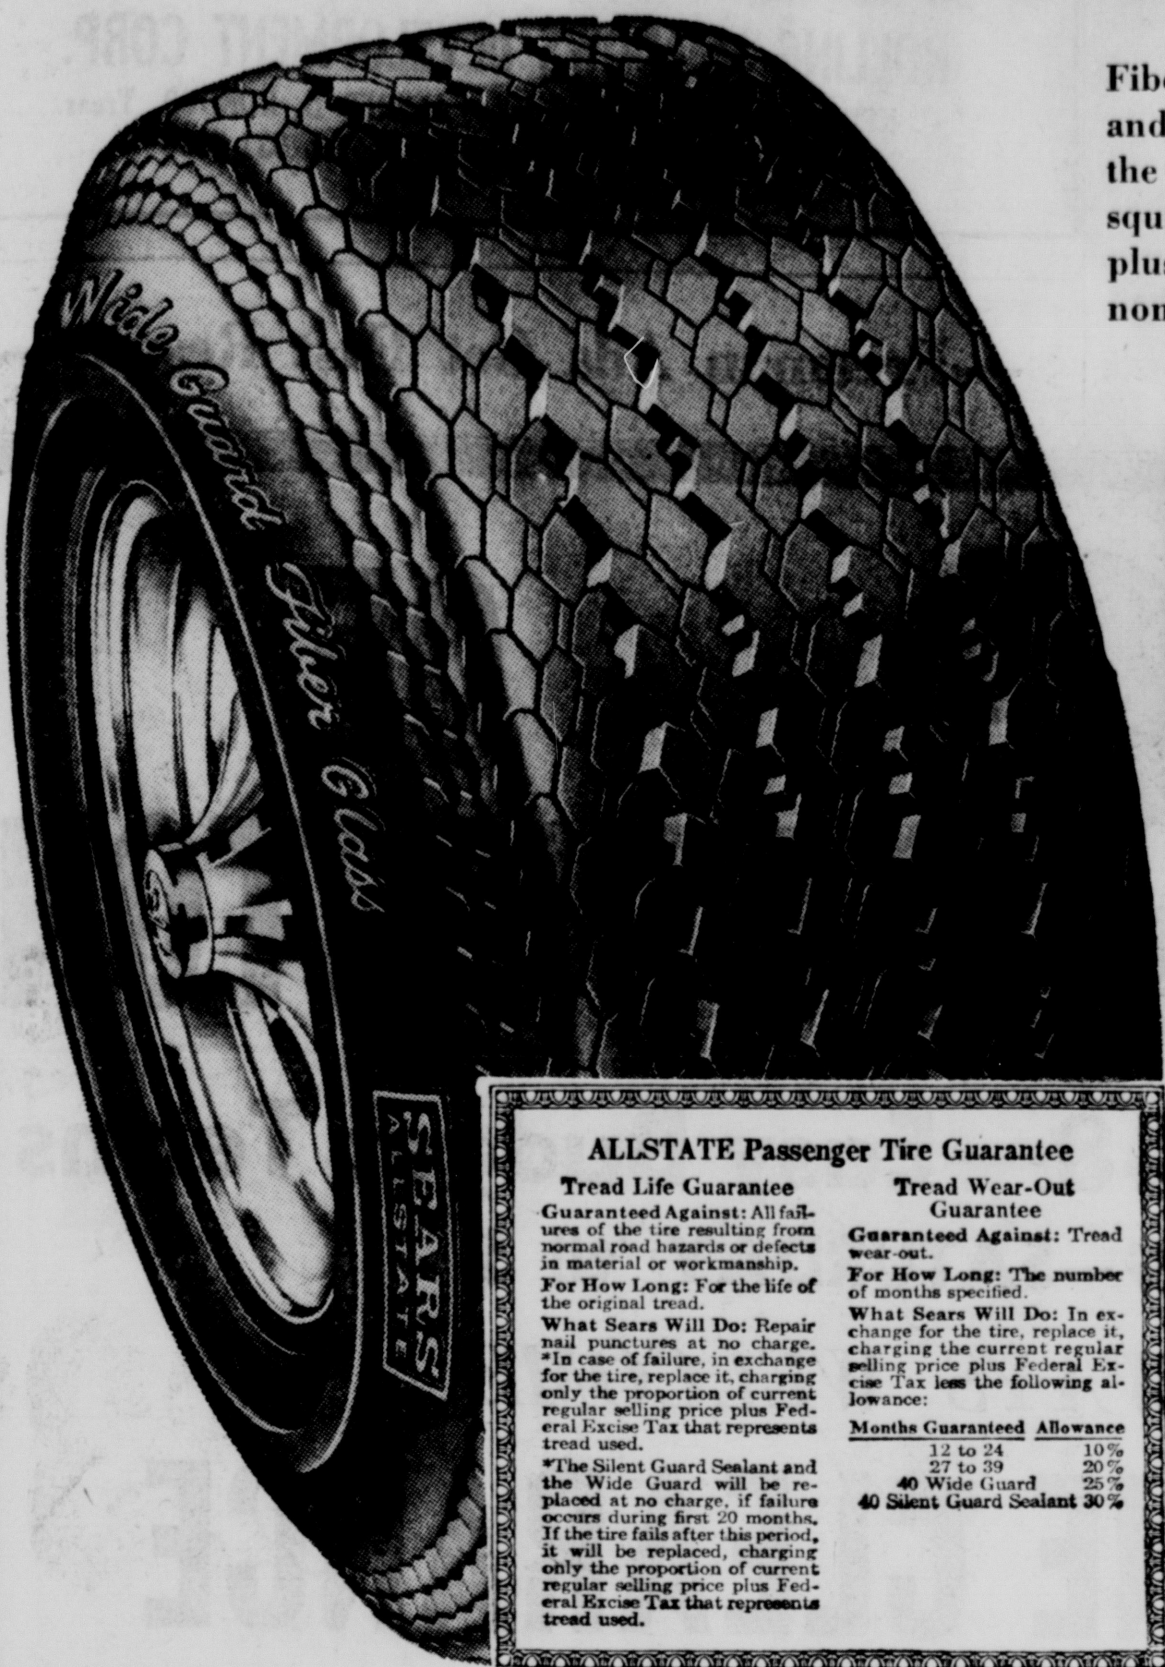 Fib
and
the
squ
plu
non
Wide Guard Fiber Glass
SEARS
ALLSTATE
ALLSTATE Passenger Tire Guarantee
Tread Life Guarantee
Guaranteed Against: All fail-
ures of the tire resulting from
normal road hazards or defects
in material or workmanship.
For How Long: For the life of
the original tread.
What Sears Will Do: Repair
nail punctures at no charge.
*In case of failure, in exchange
for the tire, replace it, charging
only the proportion of current
regular selling price plus Fed-
eral Excise Tax that represents
tread used.
*The Silent Guard Sealant and
the Wide Guard will be re-
placed at no charge, if failure
occurs during first 20 months.
If the tire fails after this period,
it will be replaced, charging
only the proportion of current
regular selling price plus Fed-
eral Excise Tax that represents
tread used.
Tread Wear-Out
Guarantee
Guaranteed Against: Tread
wear-out.
For How Long: The number
of months specified.
What Sears Will Do: In ex-
change for the tire, replace it,
charging the current regular
selling price plus Federal Ex-
cise Tax less the following al-
lowance:
Months Guaranteed Allowance
12 to 24 10%
27 to 39 20%
40 Wide Guard 25%
40 Silent Guard Sealant 30%